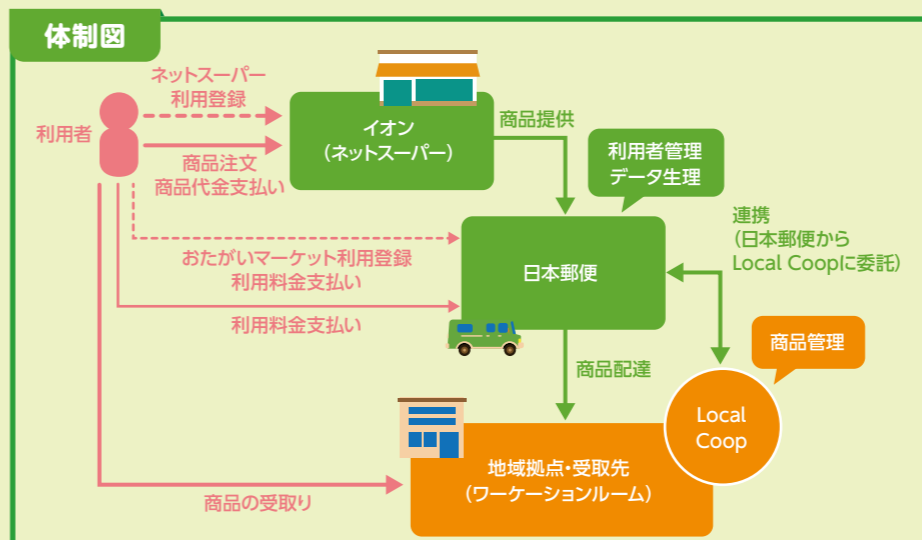 体制図
ネットスーパー
利用登録
利用者
商品注文
商品代金支払い
イオン
（ネットスーパー）
商品提供
利用者管理
データ生理
おたがいマーケット利用登録
利用料金支払い
日本郵便
連携
（日本郵便から
Local Coopに委託）
利用料金支払い
商品配達
商品管理
Local
Coop
地域拠点・受取先
（ワーケーションルーム）
商品の受取り